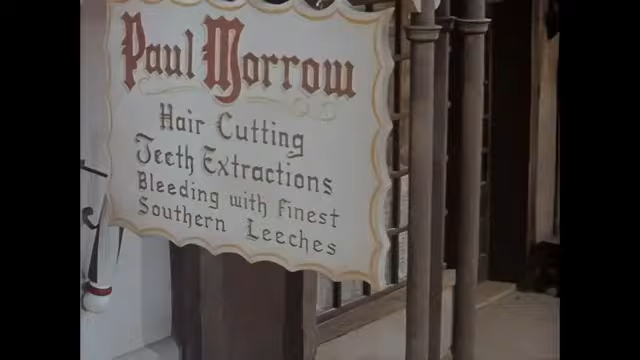 Paul Morrow
Hair Cutting
Teeth Extractions
Bleeding with Finest
Southern Leeches